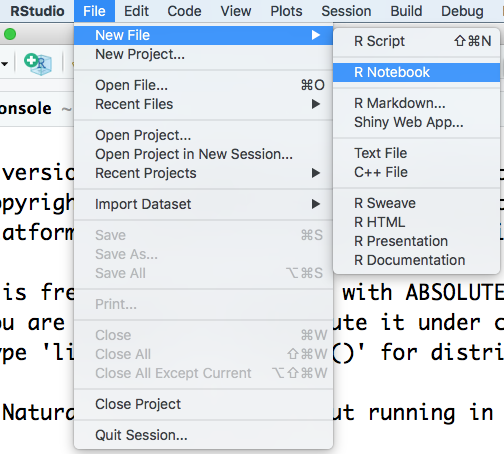 RStudio File Edit Code View Plots Session Build Debug
New File
New Project...
Open File... ⌘O
Recent Files
Open Project...
Open Project in New Session...
Recent Projects
Import Dataset
Save ⌘S
Save As...
Save All ⌥⌘S
Print...
Close ⌘W
Close All ⇧⌘W
Close All Except Current ⌥⇧⌘W
Close Project
Quit Session...
R Script ⇧⌘N
R Notebook
R Markdown...
Shiny Web App...
Text File
C++ File
R Sweave
R HTML
R Presentation
R Documentation
onsole ~
versio
opyrigh
atform
is fre with ABSOLUTE
ou are ute it under c
ype 'li ()' for distri
Natura ut running in